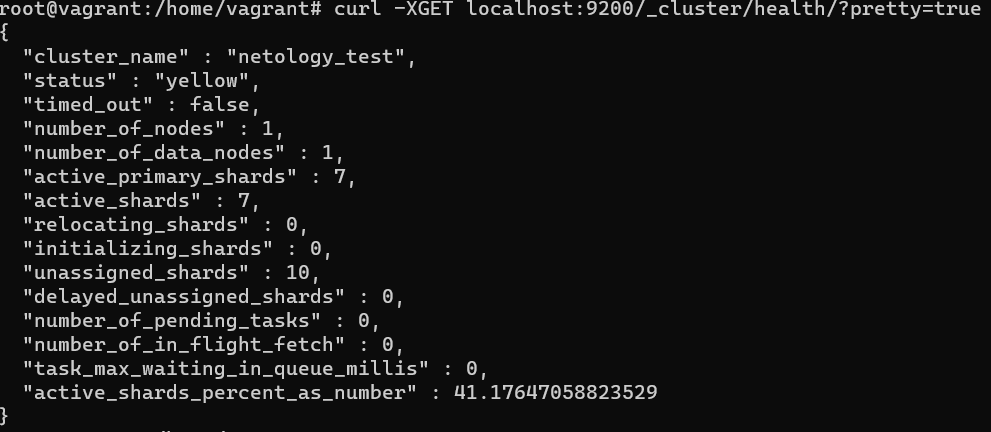 root@vagrant:/home/vagrant# curl -XGET localhost:9200/_cluster/health/?pretty=true
{
  "cluster_name" : "netology_test",
  "status" : "yellow",
  "timed_out" : false,
  "number_of_nodes" : 1,
  "number_of_data_nodes" : 1,
  "active_primary_shards" : 7,
  "active_shards" : 7,
  "relocating_shards" : 0,
  "initializing_shards" : 0,
  "unassigned_shards" : 10,
  "delayed_unassigned_shards" : 0,
  "number_of_pending_tasks" : 0,
  "number_of_in_flight_fetch" : 0,
  "task_max_waiting_in_queue_millis" : 0,
  "active_shards_percent_as_number" : 41.17647058823529
}